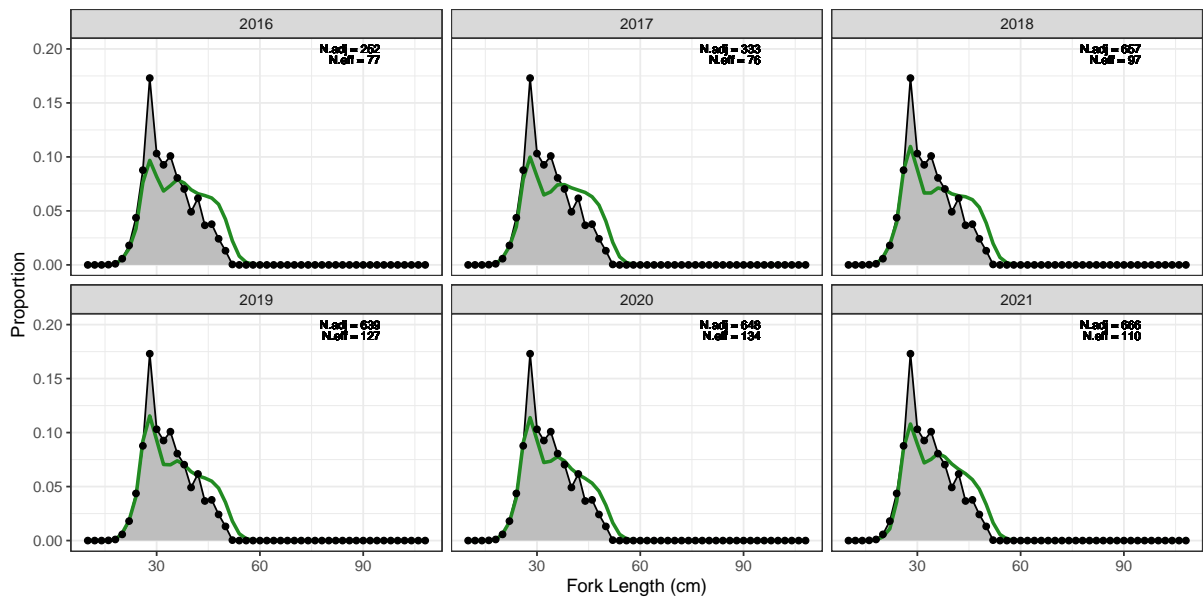 2016 2017 2018
N.adj = 252 N.adj = 333 N.adj = 657
N.eff = 77 N.eff = 76 N.eff = 97
0.20
0.15
0.10
0.05
0.00
2019 2020 2021
N.adj = 639 N.adj = 648 N.adj = 666
N.eff = 127 N.eff = 134 N.eff = 110
0.20
0.15
0.10
0.05
0.00
30 60 90 30 60 90 30 60 90
Proportion
Fork Length (cm)